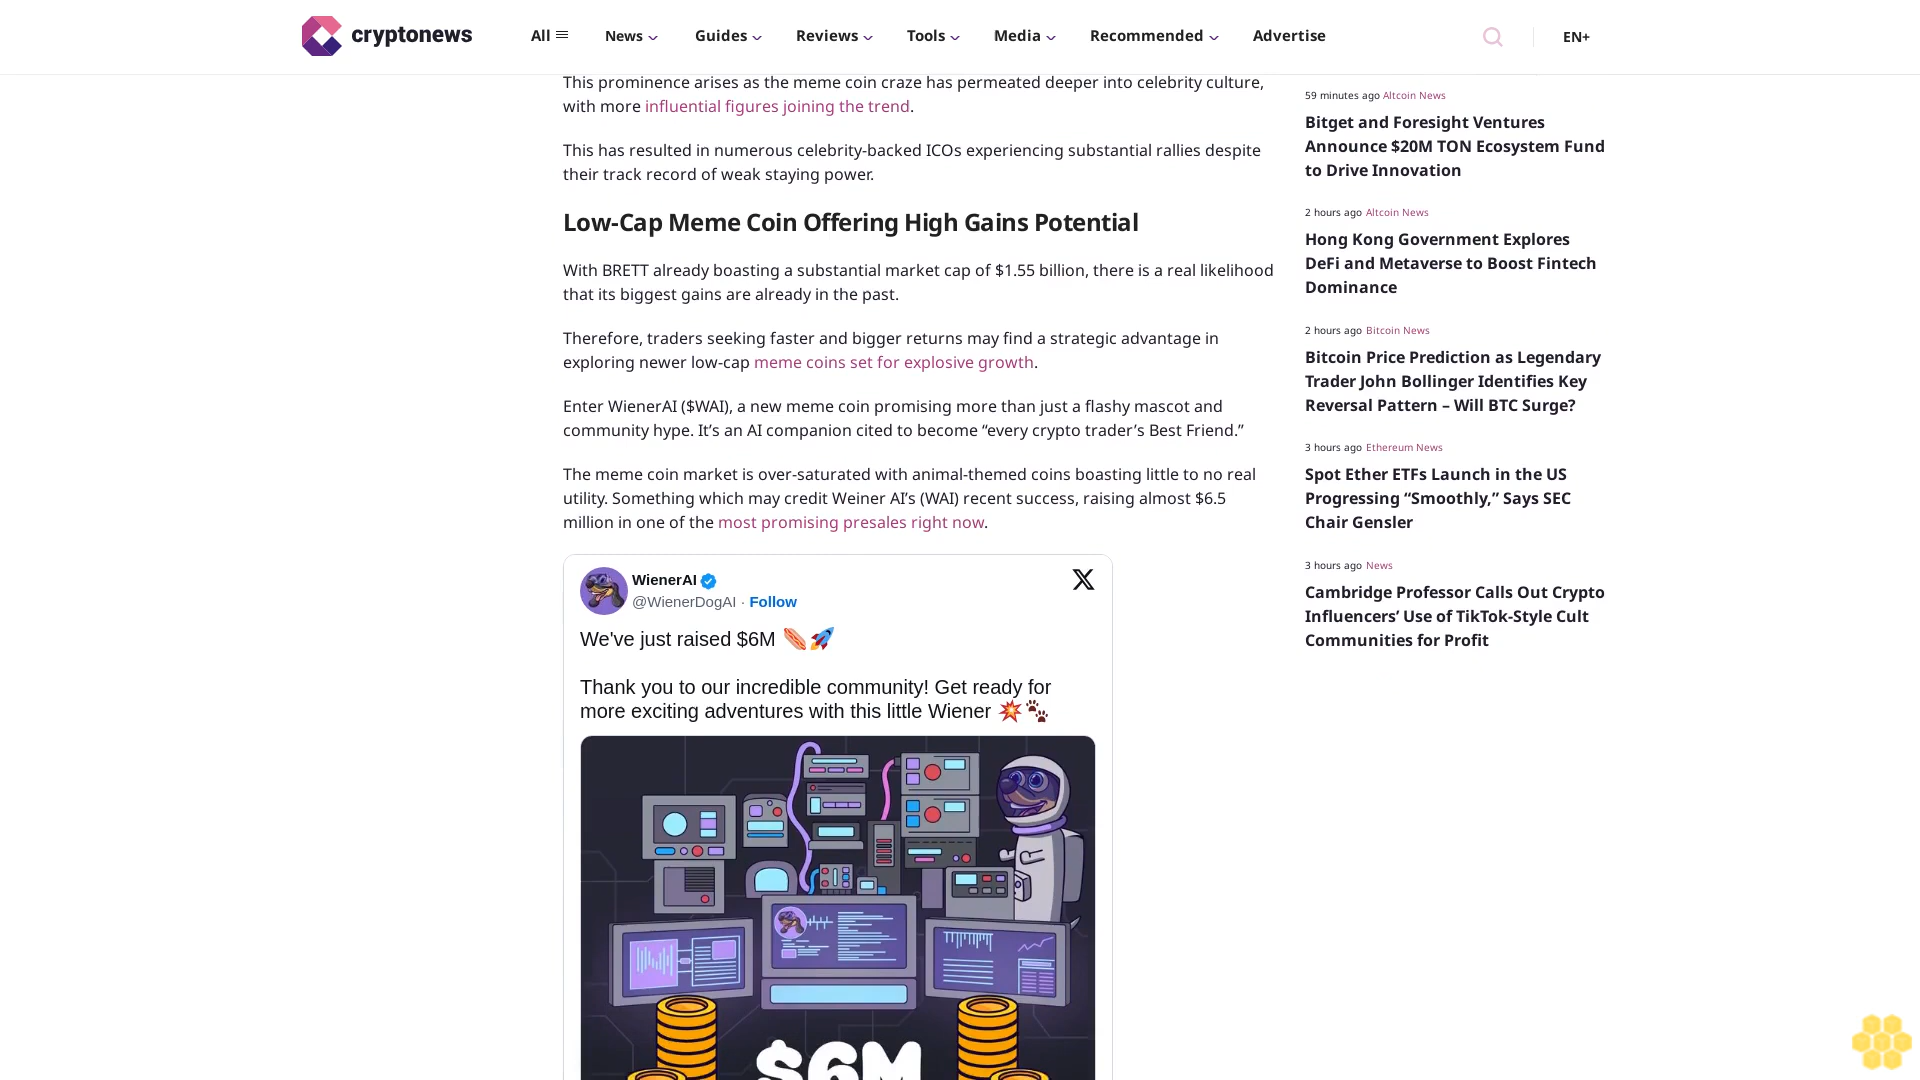 cryptonews
All
News
Guides
Reviews
Tools
Media
Recommended
Advertise
EN+
This prominence arises as the meme coin craze has permeated deeper into celebrity culture,
with more influential figures joining the trend.
This has resulted in numerous celebrity-backed ICOs experiencing substantial rallies despite
their track record of weak staying power.
Low-Cap Meme Coin Offering High Gains Potential
With BRETT already boasting a substantial market cap of $1.55 billion, there is a real likelihood
that its biggest gains are already in the past.
Therefore, traders seeking faster and bigger returns may find a strategic advantage in
exploring newer low-cap meme coins set for explosive growth.
Enter WienerAI ($WAI), a new meme coin promising more than just a flashy mascot and
community hype. It’s an AI companion cited to become “every crypto trader’s Best Friend.”
The meme coin market is over-saturated with animal-themed coins boasting little to no real
utility. Something which may credit Weiner AI’s (WAI) recent success, raising almost $6.5
million in one of the most promising presales right now.
WienerAI
@WienerDogAI · Follow
We've just raised $6M 🌭🚀
Thank you to our incredible community! Get ready for
more exciting adventures with this little Wiener 💥🐾
$6M
59 minutes ago Altcoin News
Bitget and Foresight Ventures
Announce $20M TON Ecosystem Fund
to Drive Innovation
2 hours ago Altcoin News
Hong Kong Government Explores
DeFi and Metaverse to Boost Fintech
Dominance
2 hours ago Bitcoin News
Bitcoin Price Prediction as Legendary
Trader John Bollinger Identifies Key
Reversal Pattern – Will BTC Surge?
3 hours ago Ethereum News
Spot Ether ETFs Launch in the US
Progressing “Smoothly,” Says SEC
Chair Gensler
3 hours ago News
Cambridge Professor Calls Out Crypto
Influencers’ Use of TikTok-Style Cult
Communities for Profit